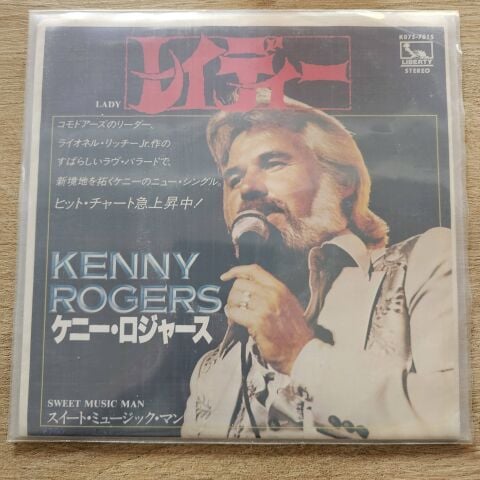 K07S-7015
LIBERTY
STEREO
レイディー
LADY
コモドアーズのリーダー、
ライオネル・リッチーJr.作の
すばらしいラヴ・バラードで、
新境地を拓くケニーのニュー・シングル。
ヒット・チャート急上昇中！
KENNY
ROGERS
ケニー・ロジャース
SWEET MUSIC MAN
スイート・ミュージック・マン